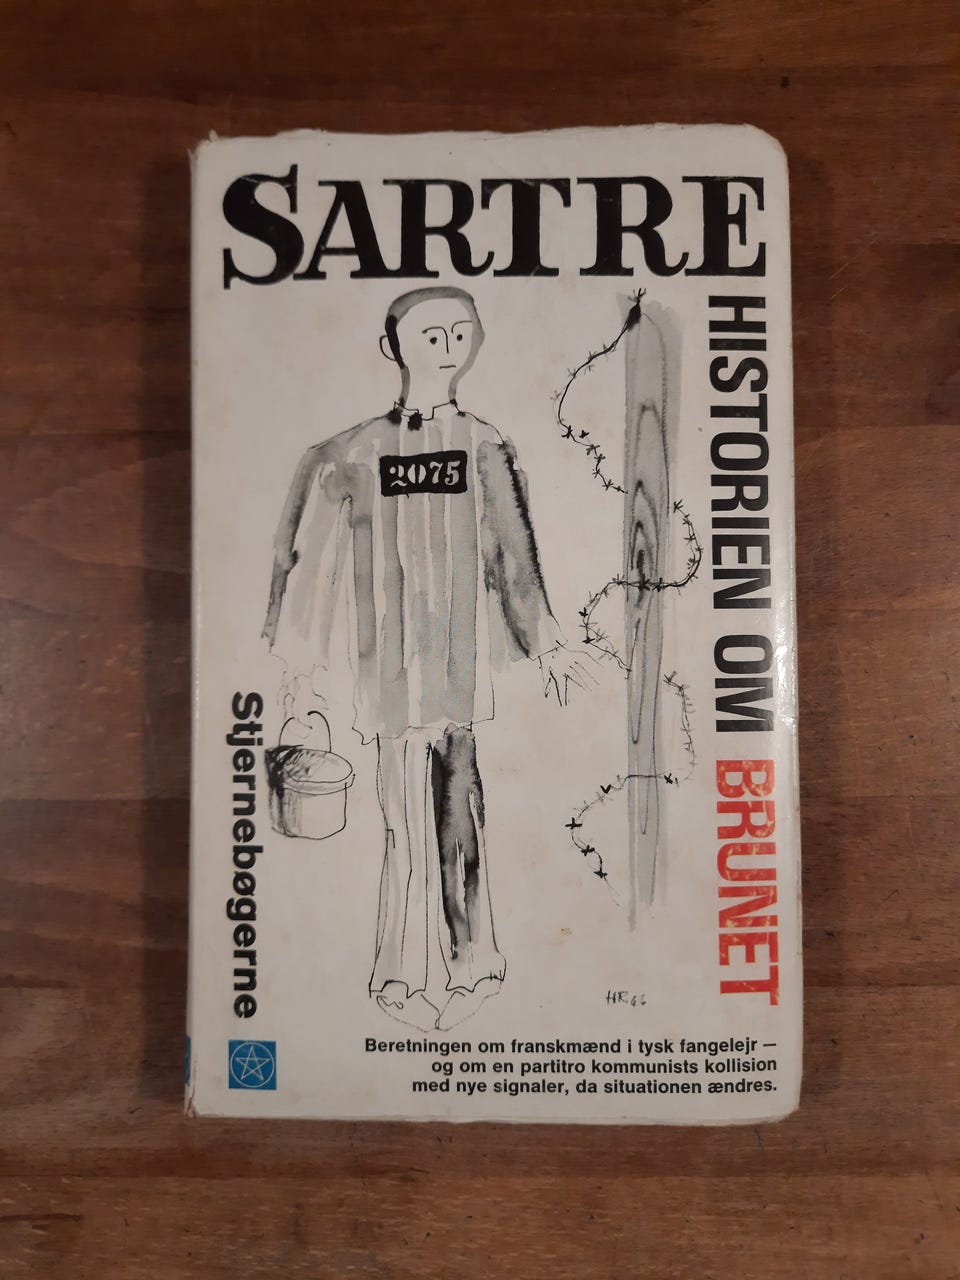 SARTRE
HISTORIEN OM BRUNET
2075
Stjernebøgerne
HR 66
Beretningen om franskmænd i tysk fangelejr —
og om en partitro kommunists kollision
med nye signaler, da situationen ændres.